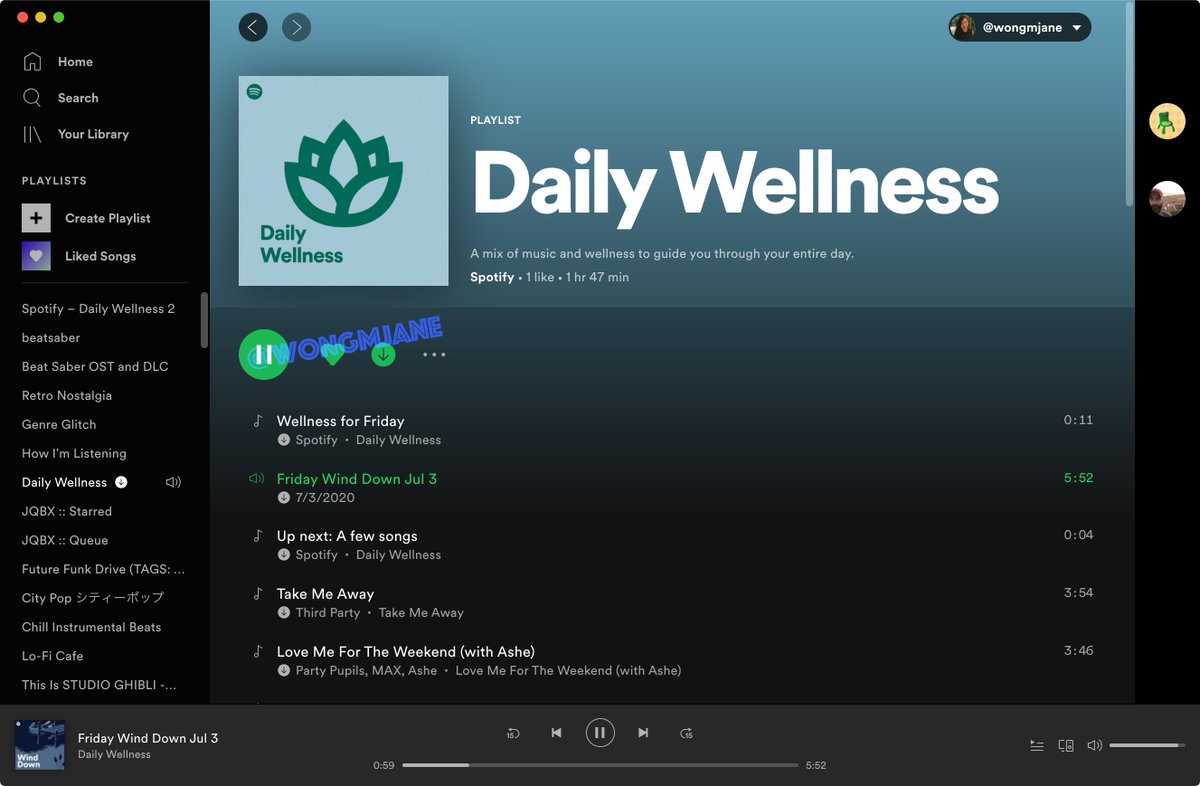 Home
Search
Your Library
PLAYLISTS
Create Playlist
Liked Songs
Spotify – Daily Wellness 2
beatsaber
Beat Saber OST and DLC
Retro Nostalgia
Genre Glitch
How I'm Listening
Daily Wellness
JQBX :: Starred
JQBX :: Queue
Future Funk Drive (TAGS: ...
City Pop シティーポップ
Chill Instrumental Beats
Lo-Fi Cafe
This Is STUDIO GHIBLI -...
@wongmjane
Daily
Wellness
PLAYLIST
Daily Wellness
A mix of music and wellness to guide you through your entire day.
Spotify • 1 like • 1 hr 47 min
@WONGMJANE
Wellness for Friday 0:11
Spotify • Daily Wellness
Friday Wind Down Jul 3 5:52
7/3/2020
Up next: A few songs 0:04
Spotify • Daily Wellness
Take Me Away 3:54
Third Party • Take Me Away
Love Me For The Weekend (with Ashe) 3:46
Party Pupils, MAX, Ashe • Love Me For The Weekend (with Ashe)
Wind
Down
Friday Wind Down Jul 3
Daily Wellness
15
15
0:59 5:52